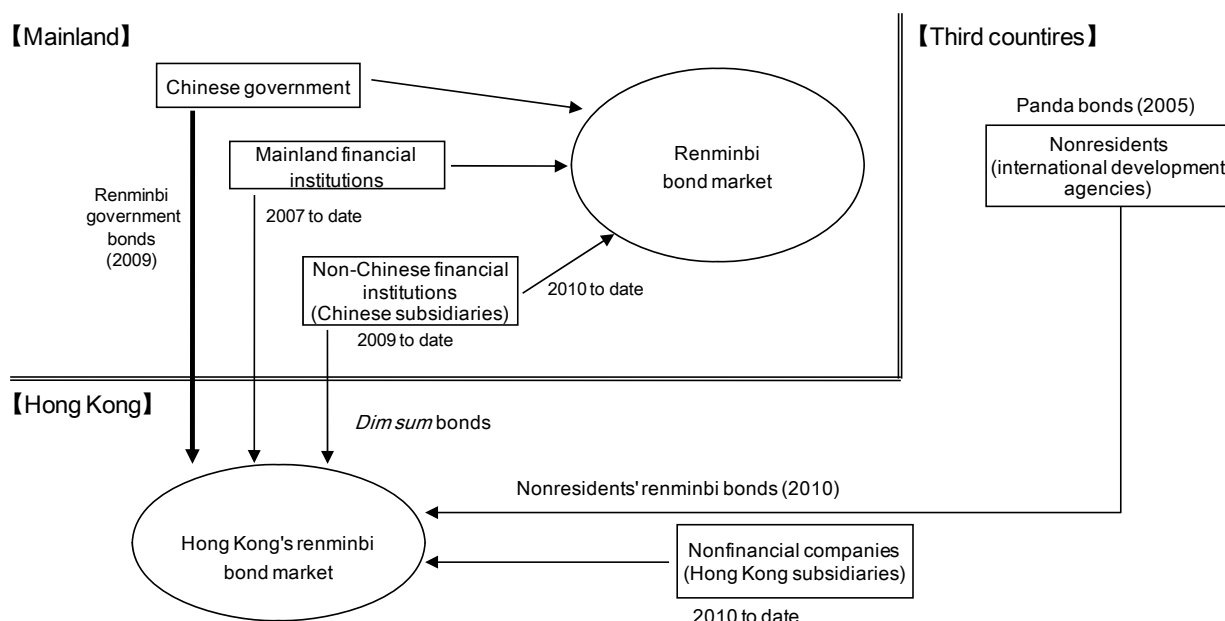 【Mainland】
【Third countires】
Chinese government
Panda bonds (2005)
Nonresidents
(international development
agencies)
Mainland financial
institutions
Renminbi
bond market
Renminbi
government
bonds
(2009)
2007 to date
Non-Chinese financial
institutions
(Chinese subsidiaries)
2010 to date
2009 to date
【Hong Kong】
Dim sum bonds
Nonresidents' renminbi bonds (2010)
Hong Kong's renminbi
bond market
Nonfinancial companies
(Hong Kong subsidiaries)
2010 to date